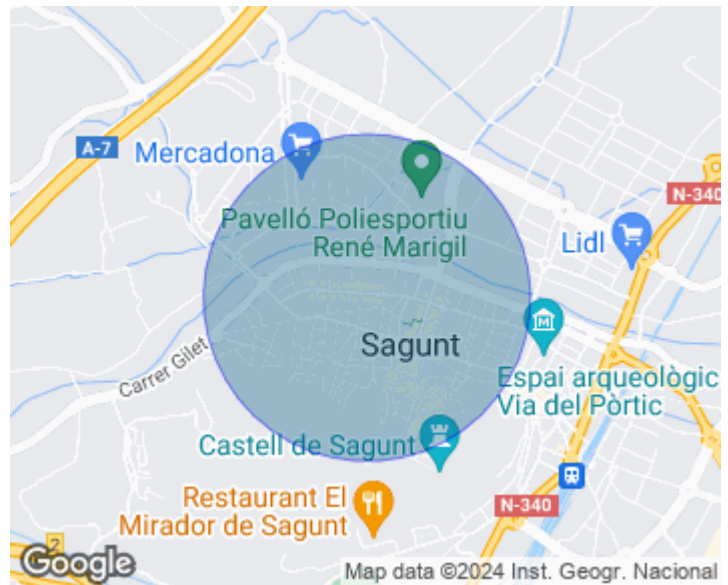 A-7
Mercadona
N-340
Pavelló Poliesportiu
René Marigil
Lidl
Sagunt
Espai arqueològic
Via del Pòrtic
Carrer Gilet
Castell de Sagunt
Restaurant El
Mirador de Sagunt
N-340
2
Google
Map data ©2024 Inst. Geogr. Nacional